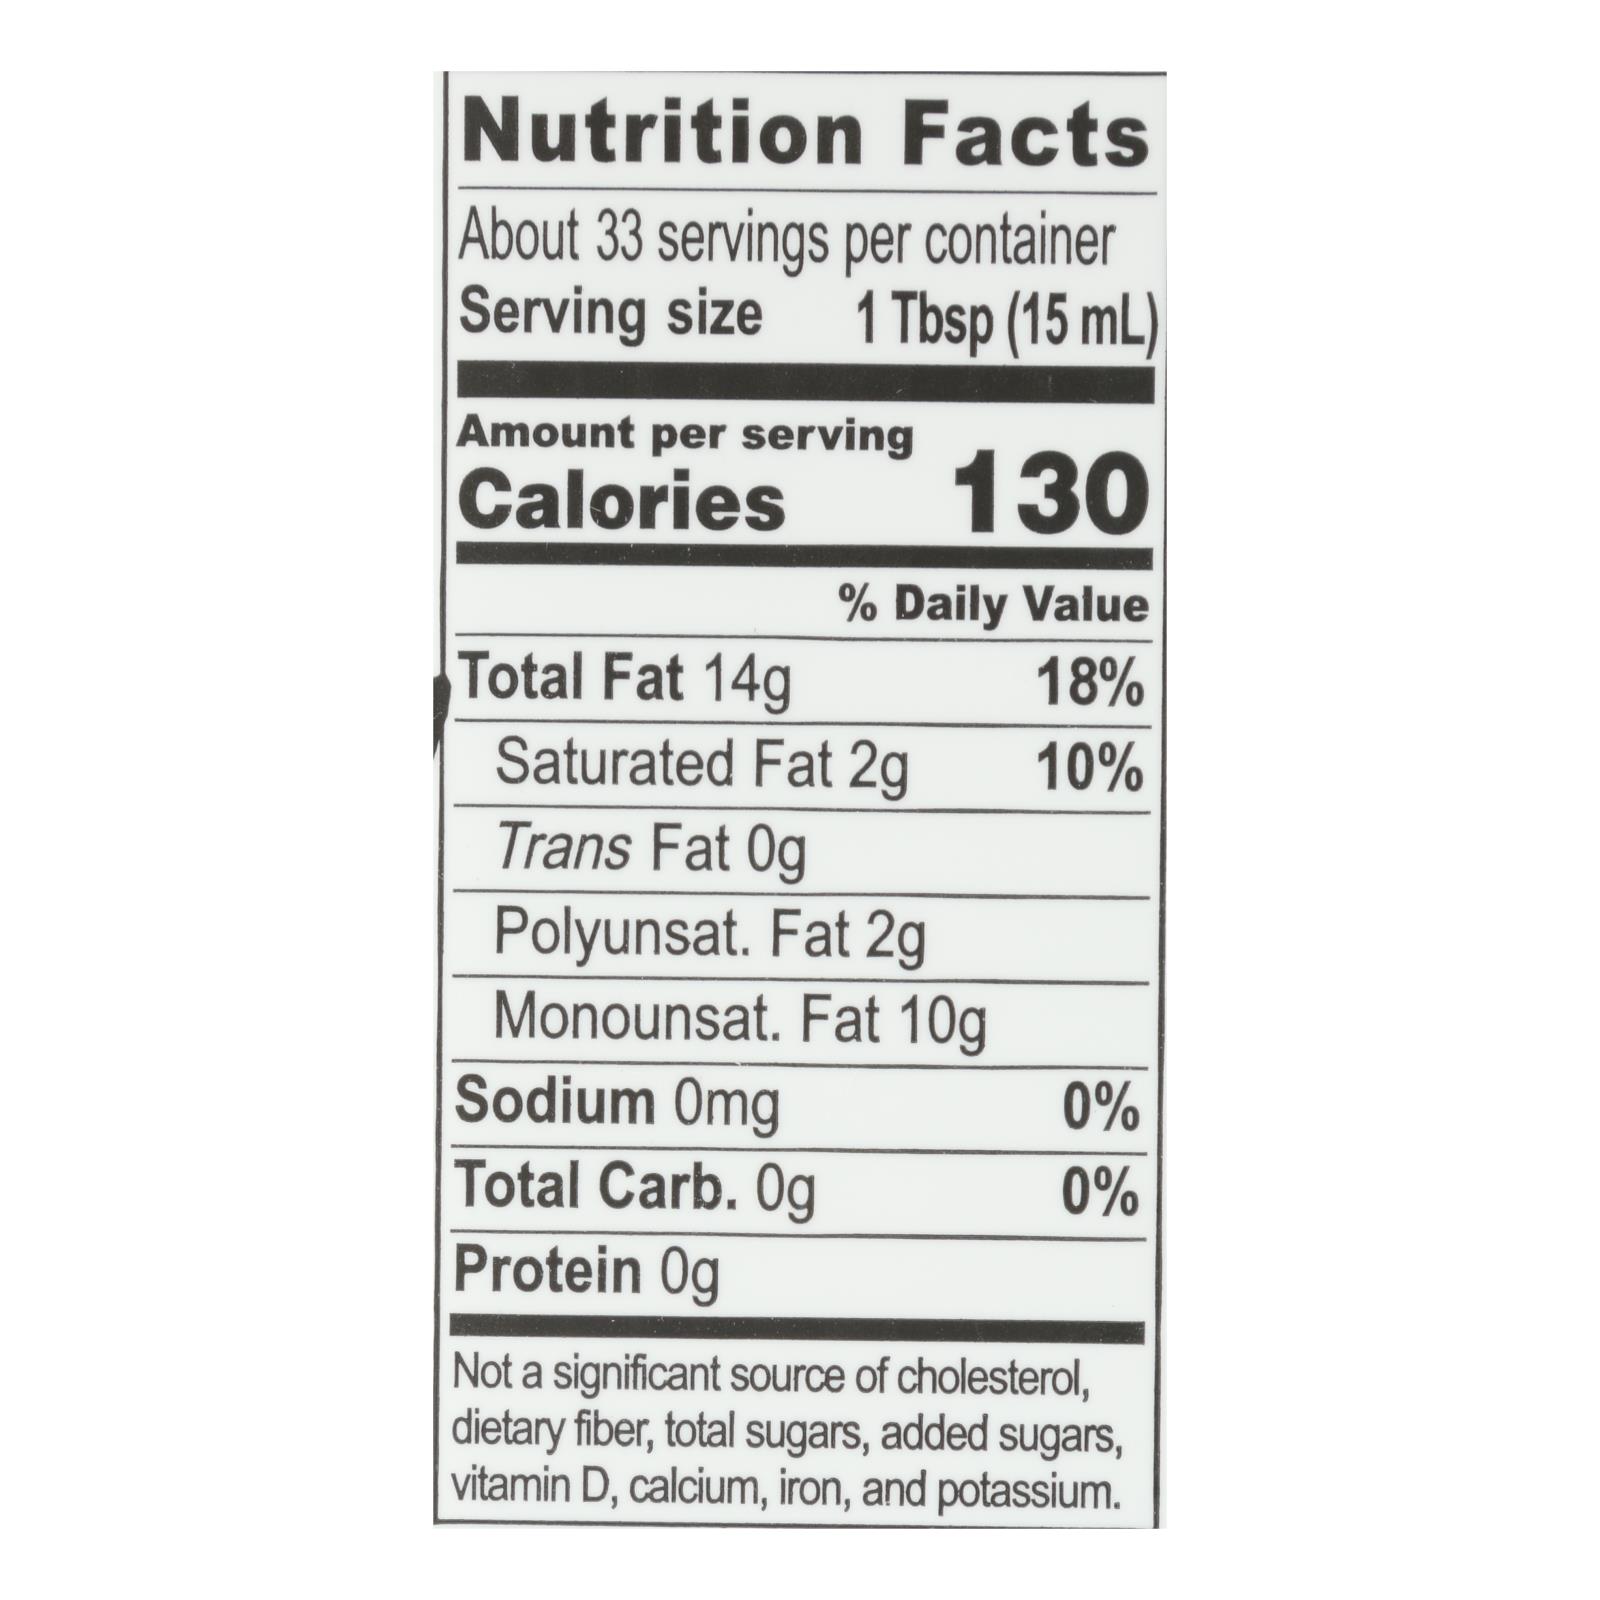 Nutrition Facts
About 33 servings per container
Serving size 1 Tbsp (15 mL)
Amount per serving
Calories 130
% Daily Value
Total Fat 14g 18%
Saturated Fat 2g 10%
Trans Fat 0g
Polyunsat. Fat 2g
Monounsat. Fat 10g
Sodium 0mg 0%
Total Carb. 0g 0%
Protein 0g
Not a significant source of cholesterol,
dietary fiber, total sugars, added sugars,
vitamin D, calcium, iron, and potassium.